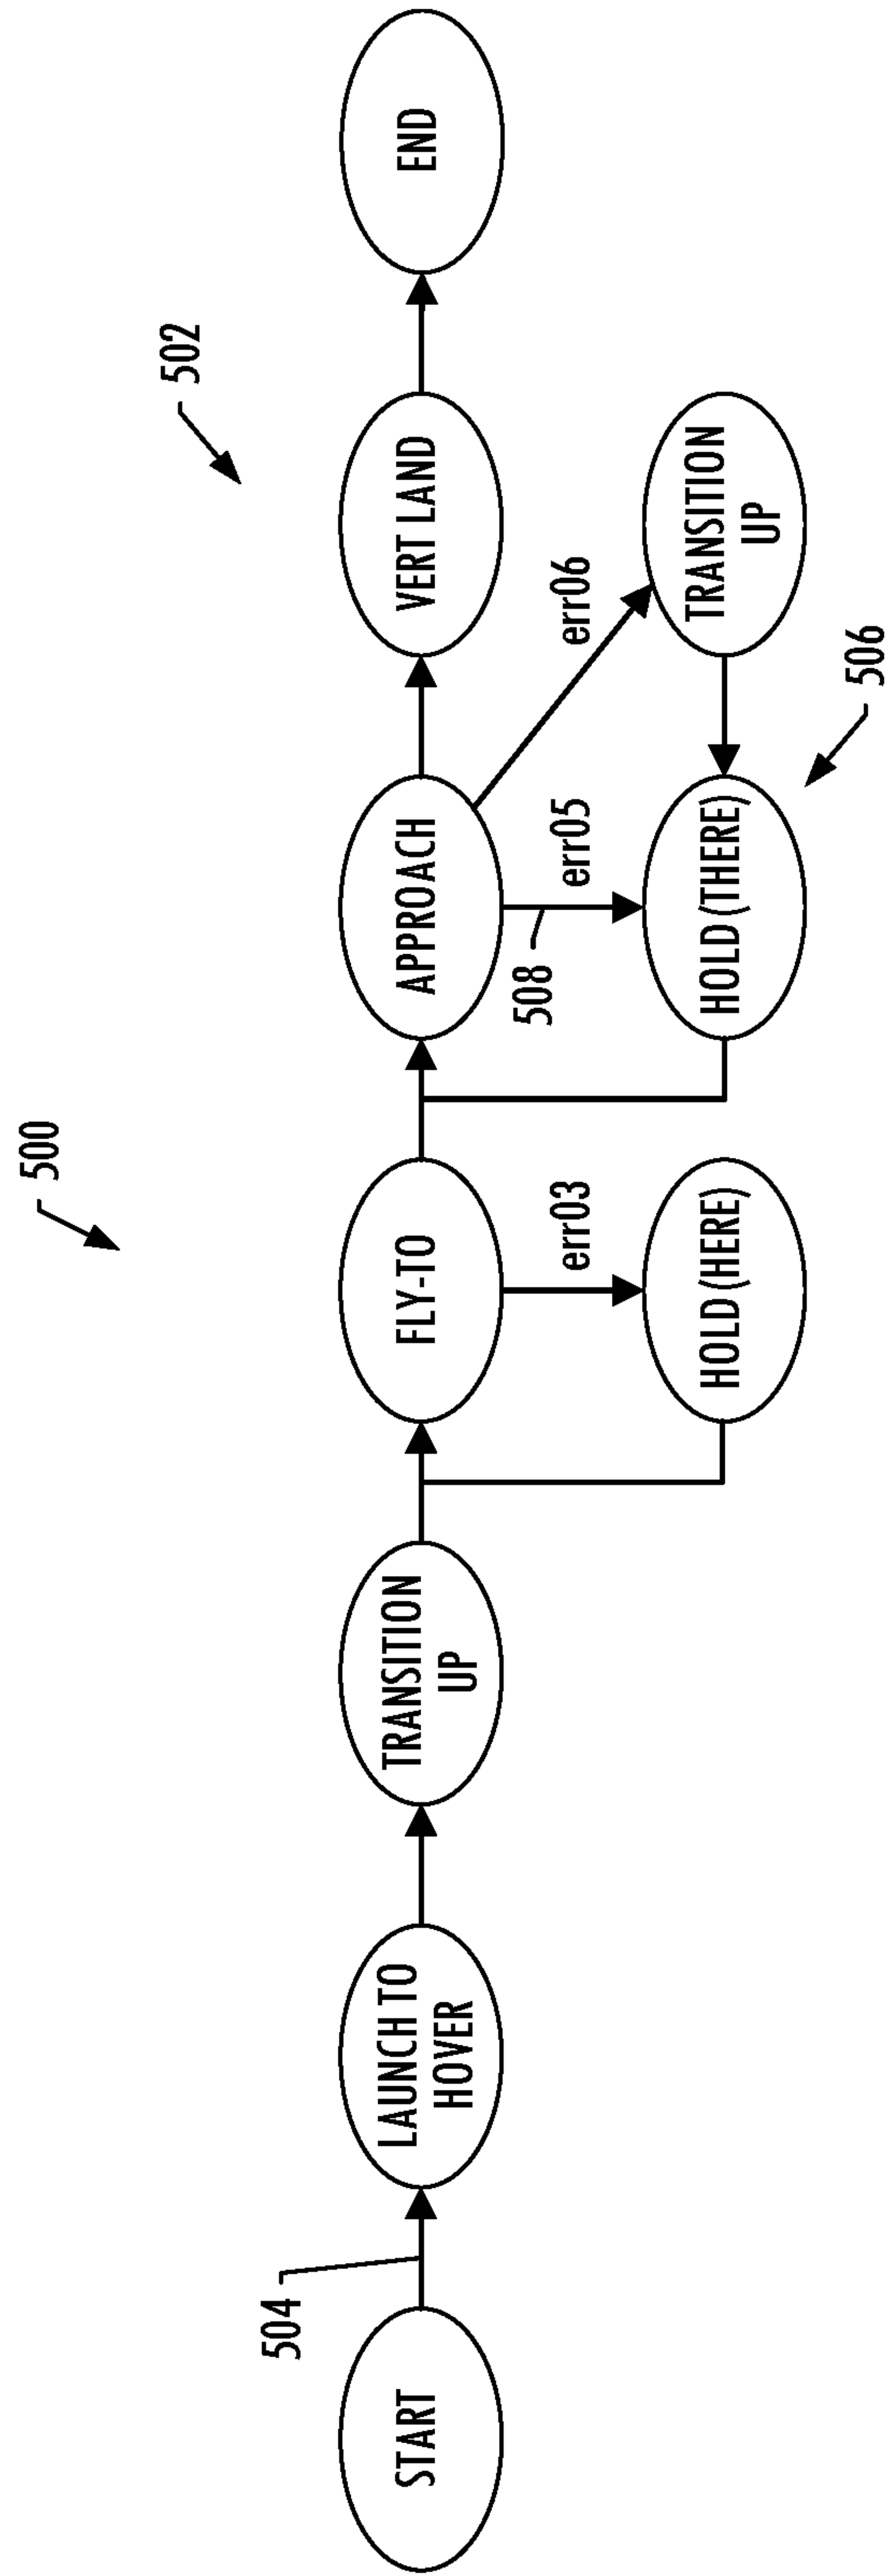 500
502
504
START
LAUNCH TO
HOVER
TRANSITION
UP
FLY-TO
APPROACH
VERT LAND
END
err03
508
err05
err06
HOLD (HERE)
HOLD (THERE)
TRANSITION
UP
506